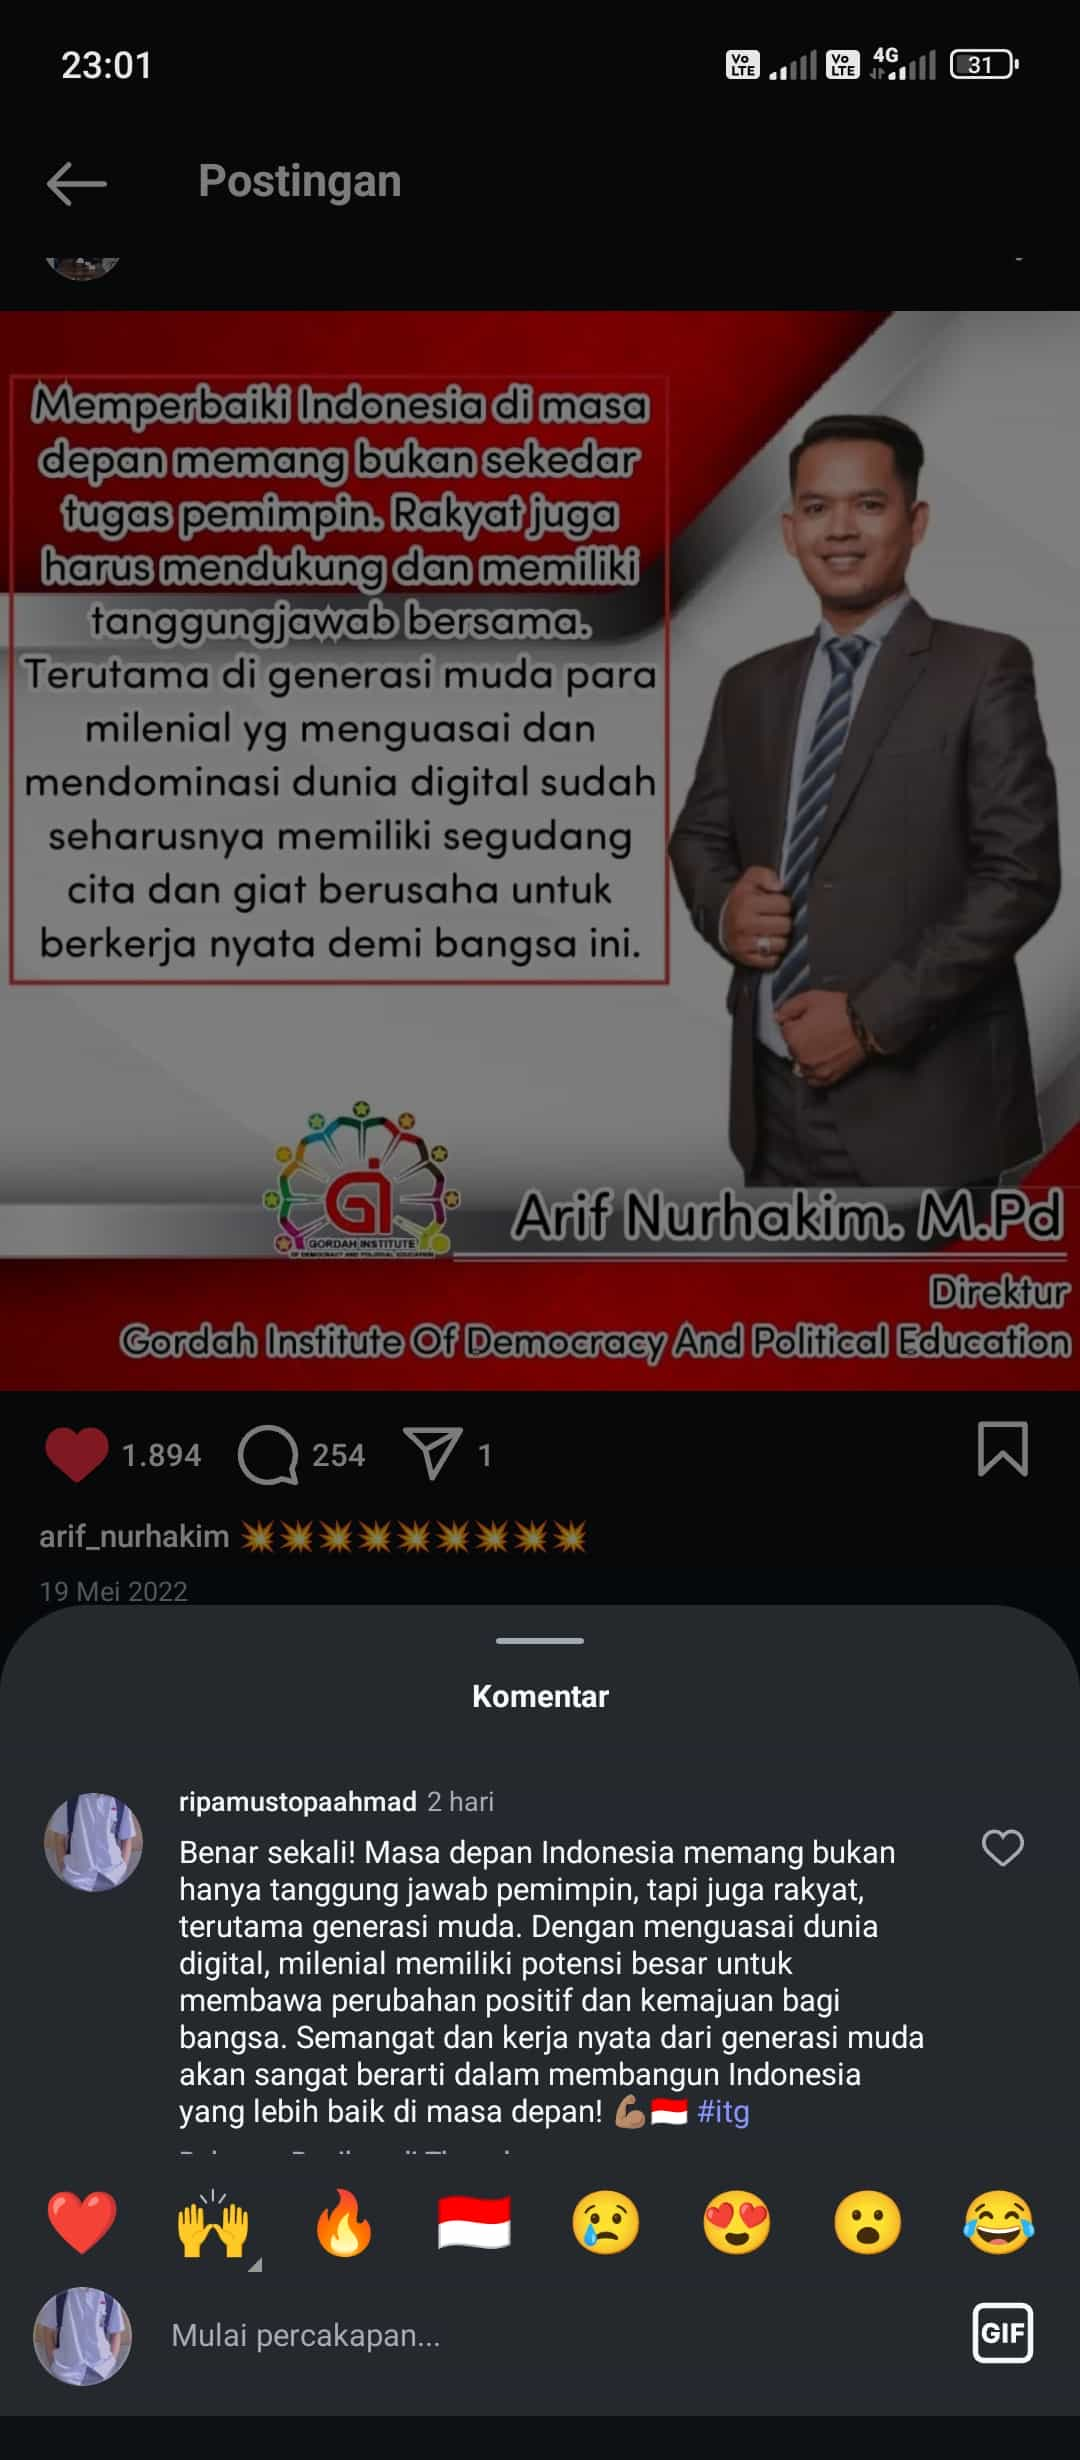 23:01
Vo LTE Vo LTE 4G 31
Postingan
Memperbaiki Indonesia di masa
depan memang bukan sekedar
tugas pemimpin. Rakyat juga
harus mendukung dan memiliki
tanggungjawab bersama.
Terutama di generasi muda para
milenial yg menguasai dan
mendominasi dunia digital sudah
seharusnya memiliki segudang
cita dan giat berusaha untuk
berkerja nyata demi bangsa ini.
GI
GORDAH INSTITUTE
OF DEMOCRACY AND POLITICAL EDUCATION
Arif Nurhakim. M.Pd
Direktur
Gordah Institute Of Democracy And Political Education
1.894 254 1
arif_nurhakim 💥💥💥💥💥💥💥💥💥
19 Mei 2022
Komentar
ripamustopaahmad 2 hari
Benar sekali! Masa depan Indonesia memang bukan
hanya tanggung jawab pemimpin, tapi juga rakyat,
terutama generasi muda. Dengan menguasai dunia
digital, milenial memiliki potensi besar untuk
membawa perubahan positif dan kemajuan bagi
bangsa. Semangat dan kerja nyata dari generasi muda
akan sangat berarti dalam membangun Indonesia
yang lebih baik di masa depan! 💪🏽🇮🇩 #itg
❤️ 🙌 🔥 🇮🇩 😢 😍 😮 😂
Mulai percakapan...
GIF